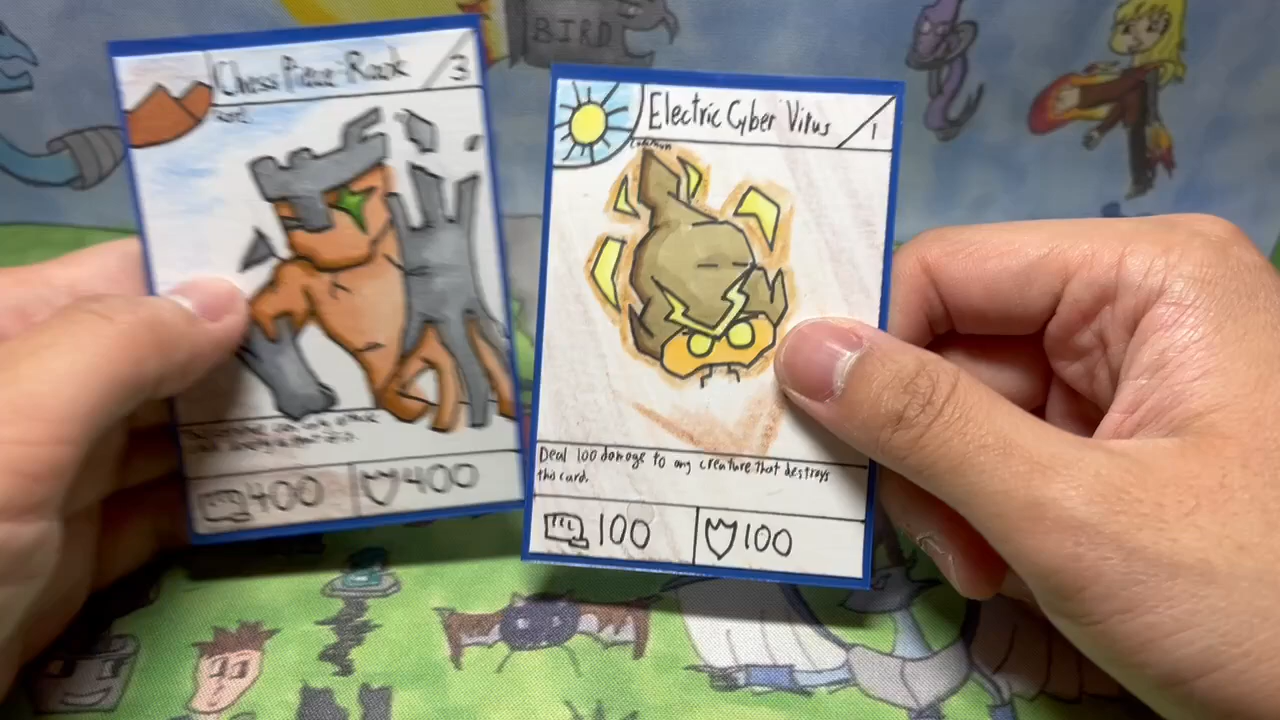 BIRD
Chess Piece: Rook
3
Electric Cyber Virus
1
Common
Deal 100 damage to any creature that destroys
this card.
400
400
100
100